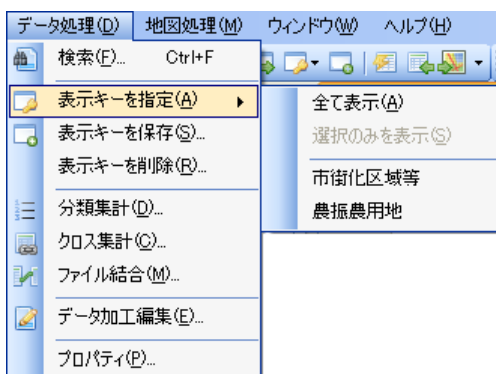 データ処理(D) 地図処理(M) ウィンドウ(W) ヘルプ(H)
検索(F)... Ctrl+F
表示キーを指定(A)
表示キーを保存(S)...
表示キーを削除(R)...
分類集計(D)...
クロス集計(C)...
ファイル結合(M)...
データ加工編集(E)...
プロパティ(P)...
全て表示(A)
選択のみを表示(S)
市街化区域等
農振農用地